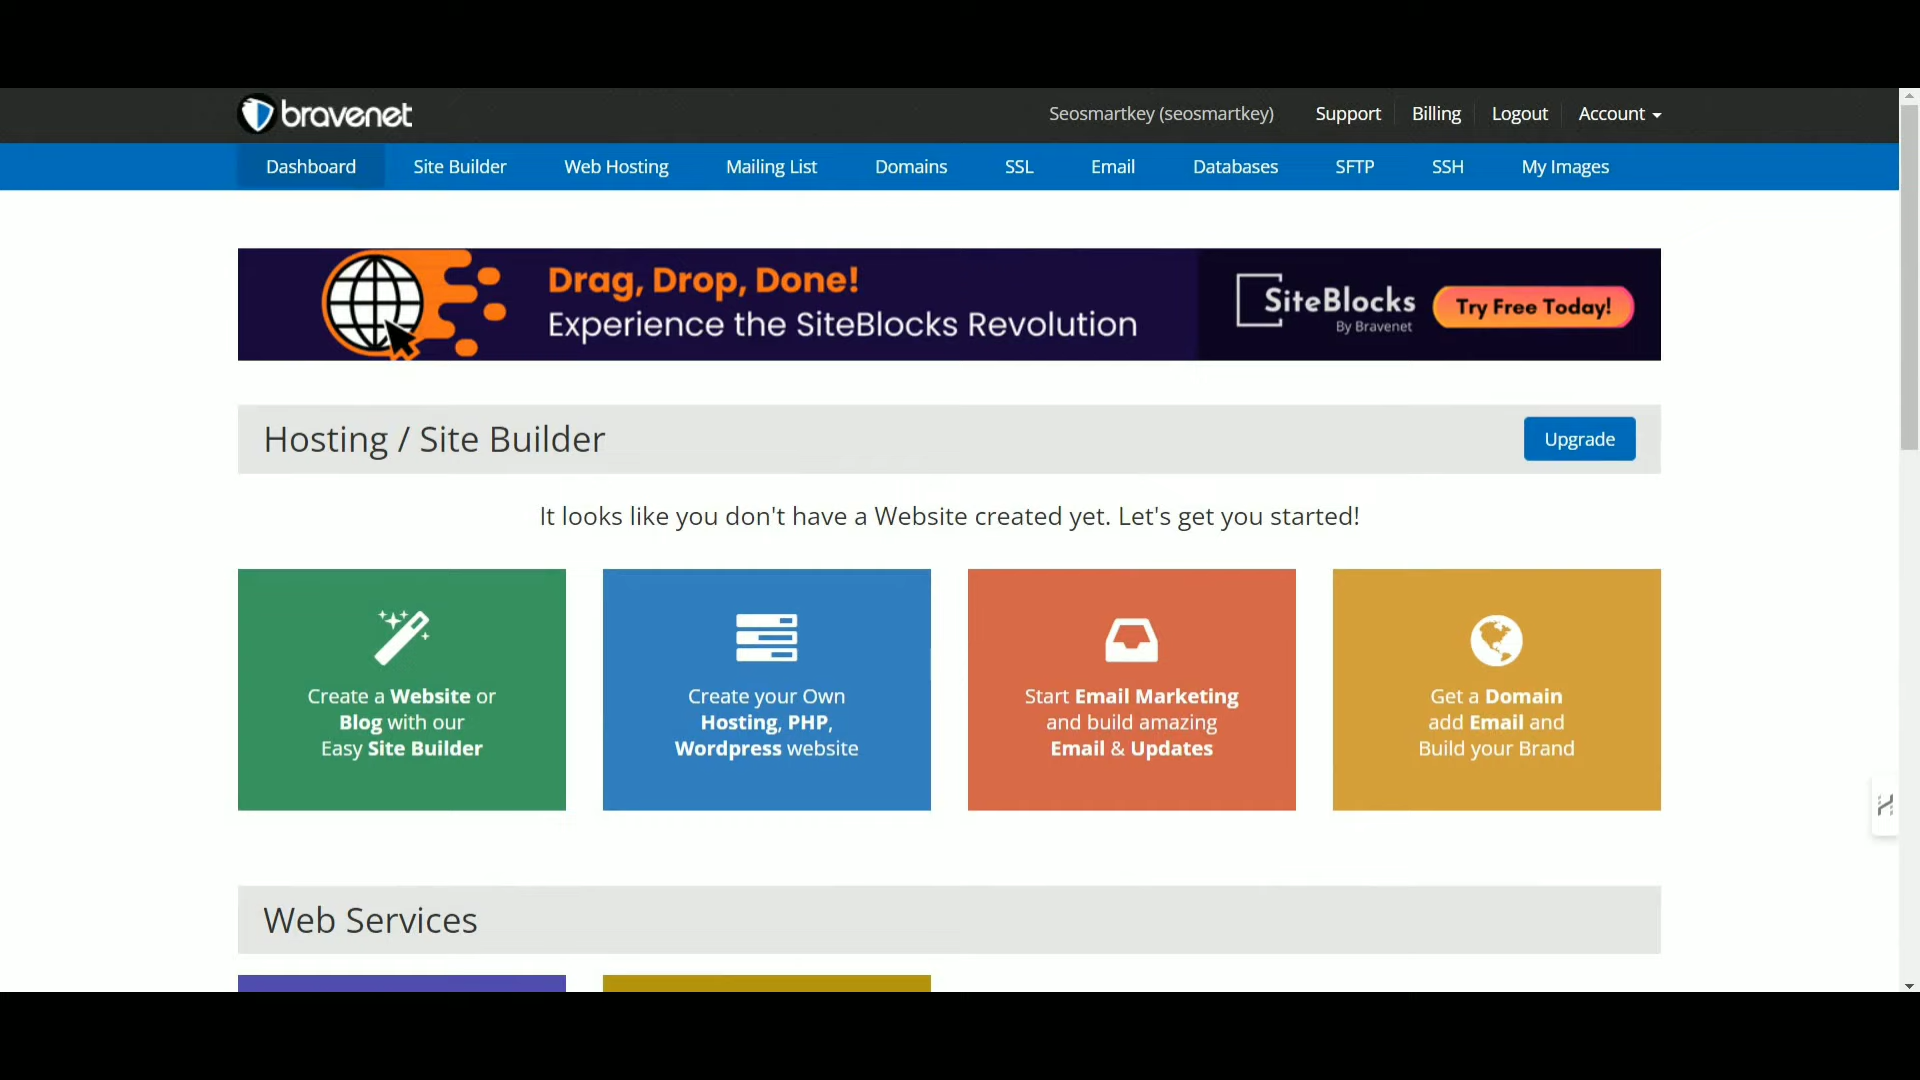 bravenet
Seosmartkey (seosmartkey) Support Billing Logout Account
Dashboard Site Builder Web Hosting Mailing List Domains SSL Email Databases SFTP SSH My Images
Drag, Drop, Done!
Experience the SiteBlocks Revolution
SiteBlocks
By Bravenet
Try Free Today!
Hosting / Site Builder
Upgrade
It looks like you don't have a Website created yet. Let's get you started!
Create a Website or
Blog with our
Easy Site Builder
Create your Own
Hosting, PHP,
Wordpress website
Start Email Marketing
and build amazing
Email & Updates
Get a Domain
add Email and
Build your Brand
Web Services